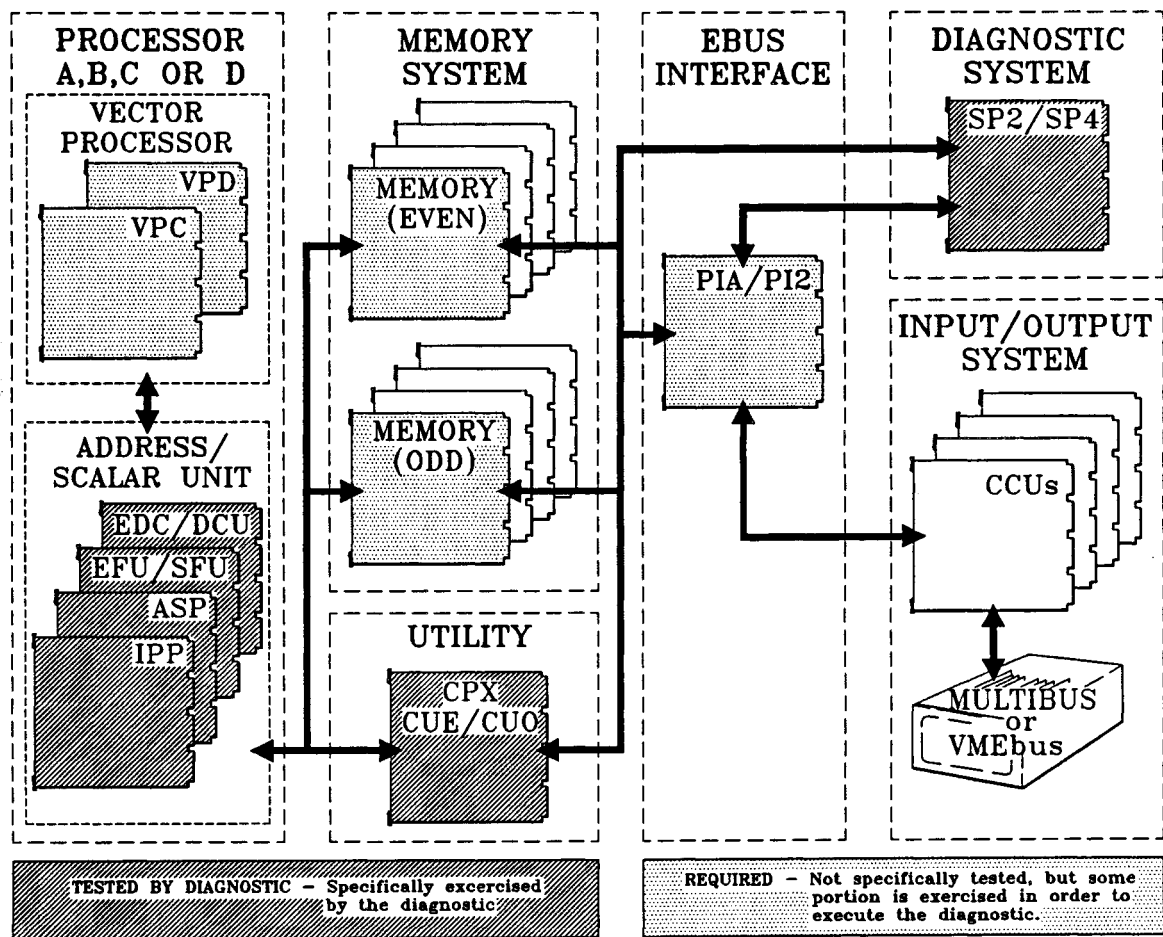 PROCESSOR
A,B,C OR D
VECTOR
PROCESSOR
VPD
VPC
ADDRESS/
SCALAR UNIT
EDC/DCU
EFU/SFU
ASP
IPP
MEMORY
SYSTEM
MEMORY
(EVEN)
MEMORY
(ODD)
UTILITY
CPX
CUE/CUO
EBUS
INTERFACE
PIA/PI2
DIAGNOSTIC
SYSTEM
SP2/SP4
INPUT/OUTPUT
SYSTEM
CCUs
MULTIBUS
or
VMEbus
TESTED BY DIAGNOSTIC – Specifically excercised
by the diagnostic
REQUIRED – Not specifically tested, but some
portion is exercised in order to
execute the diagnostic.